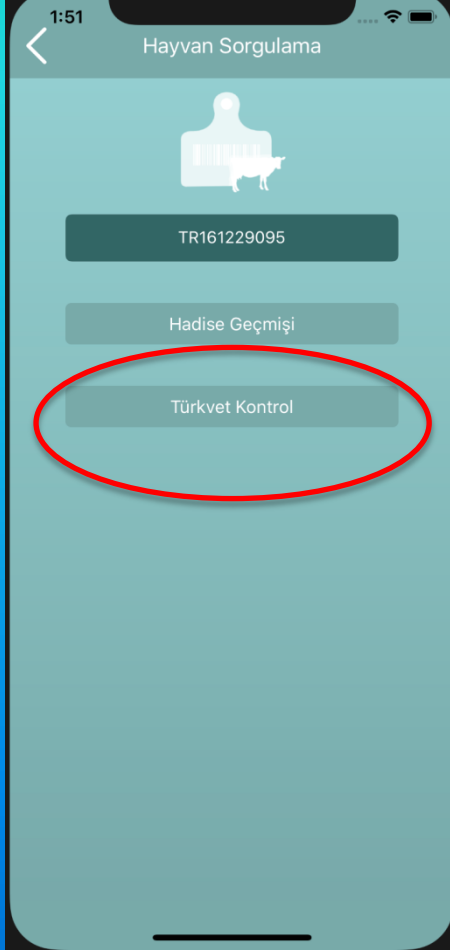 1:51
Hayvan Sorgulama
TR161229095
Hadise Geçmişi
Türkvet Kontrol